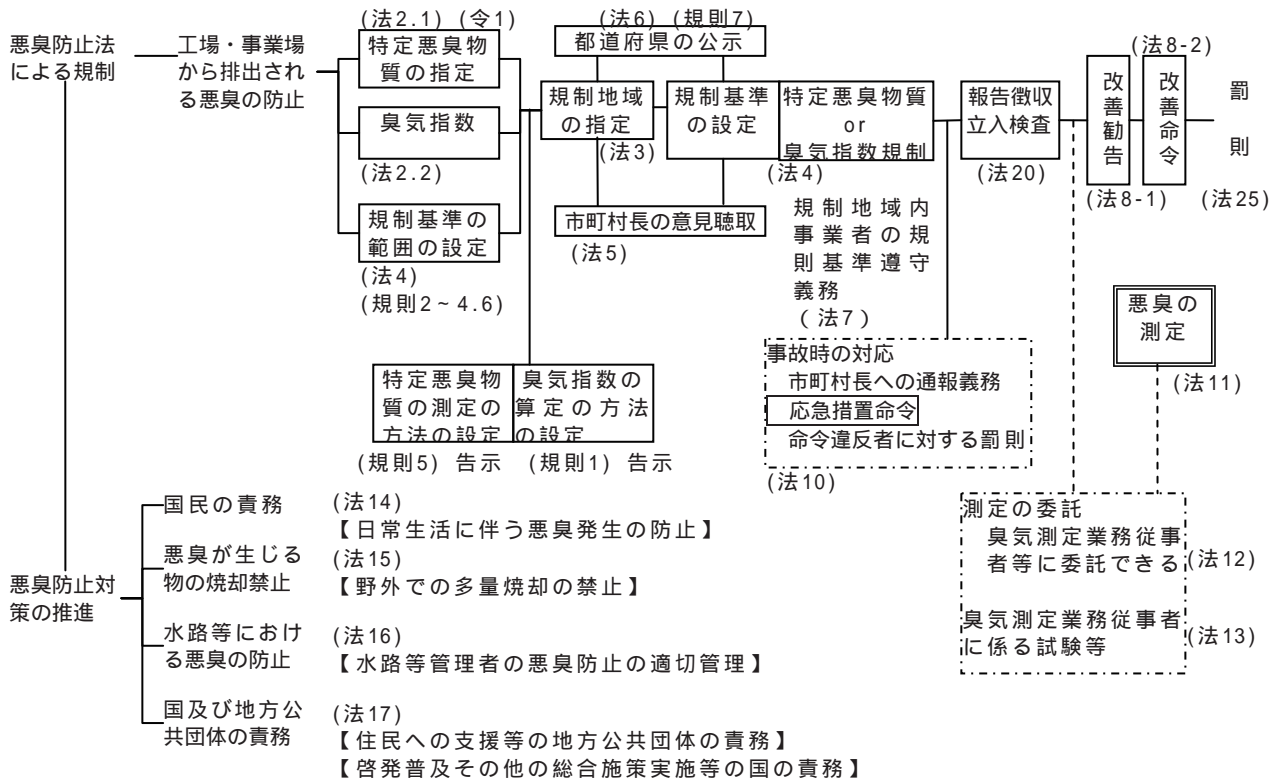 悪臭防止法
による規制
工場・事業場
から排出され
る悪臭の防止
(法2.1) (令1)
特定悪臭物
質の指定
臭気指数
(法2.2)
規制基準の
範囲の設定
(法4)
(規則2～4.6)
(法6) (規則7)
都道府県の公示
規制地域
の指定
(法3)
規制基準
の設定
市町村長の意見聴取
(法5)
特定悪臭物質
or
臭気指数規制
(法4)
規制地域内
事業者の規
則基準遵守
義務
(法7)
報告徴収
立入検査
(法20)
改善勧告
(法8-1)
(法8-2)
改善命令
罰則
(法25)
特定悪臭物
質の測定の
方法の設定
(規則5) 告示
臭気指数の
算定の方法
の設定
(規則1) 告示
事故時の対応
市町村長への通報義務
応急措置命令
命令違反者に対する罰則
(法10)
悪臭の
測定
(法11)
測定の委託
臭気測定業務従事
者等に委託できる
(法12)
臭気測定業務従事者
に係る試験等
(法13)
悪臭防止対
策の推進
国民の責務
(法14)
【日常生活に伴う悪臭発生の防止】
悪臭が生じる
物の焼却禁止
(法15)
【野外での多量焼却の禁止】
水路等におけ
る悪臭の防止
(法16)
【水路等管理者の悪臭防止の適切管理】
国及び地方公
共団体の責務
(法17)
【住民への支援等の地方公共団体の責務】
【啓発普及その他の総合施策実施等の国の責務】